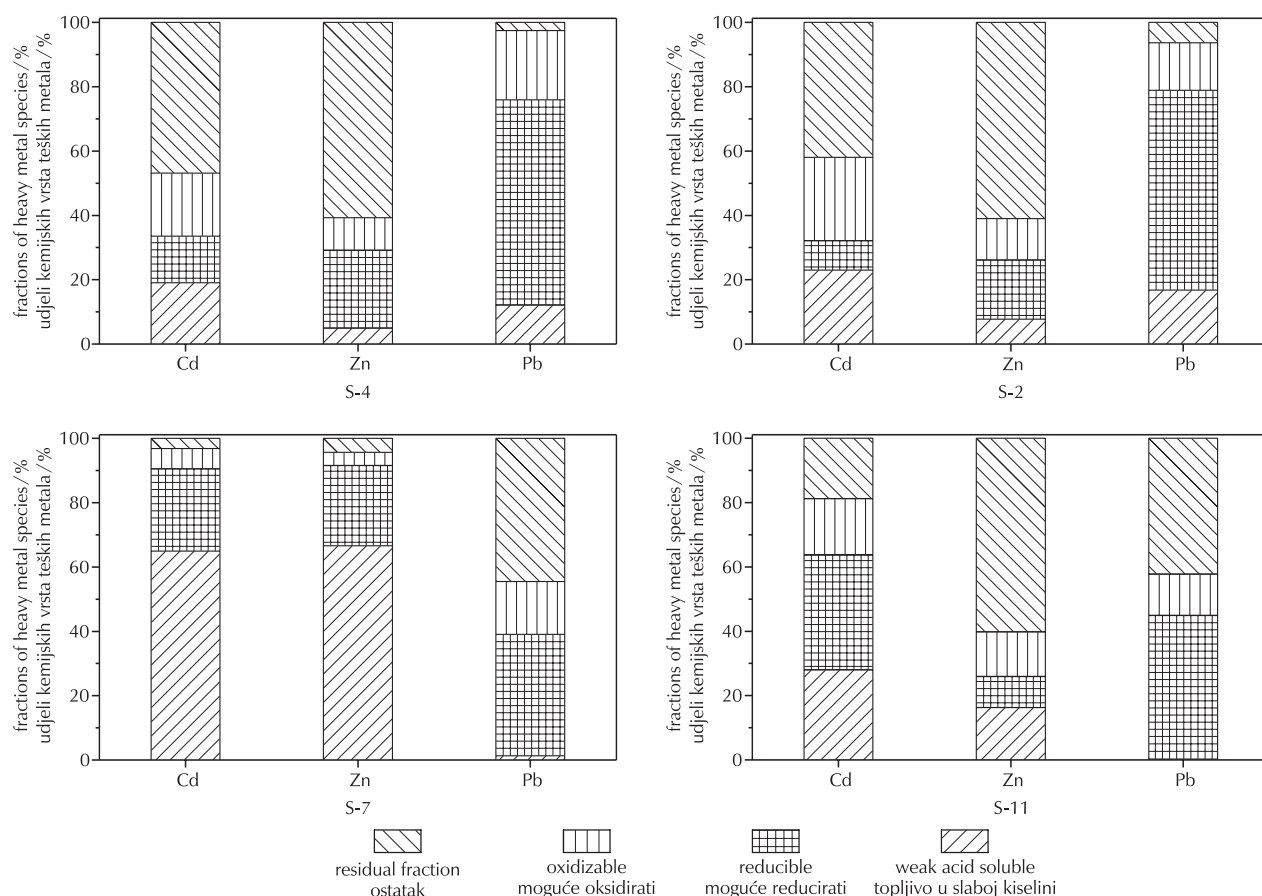 fractions of heavy metal species/%
udjeli kemijskih vrsta teških metala/%
100
80
60
40
20
0
Cd Zn Pb
S-4
fractions of heavy metal species/%
udjeli kemijskih vrsta teških metala/%
100
80
60
40
20
0
Cd Zn Pb
S-2
fractions of heavy metal species/%
udjeli kemijskih vrsta teških metala/%
100
80
60
40
20
0
Cd Zn Pb
S-7
fractions of heavy metal species/%
udjeli kemijskih vrsta teških metala/%
100
80
60
40
20
0
Cd Zn Pb
S-11
residual fraction
ostatak
oxidizable
moguće oksidirati
reducible
moguće reducirati
weak acid soluble
topljivo u slaboj kiselini